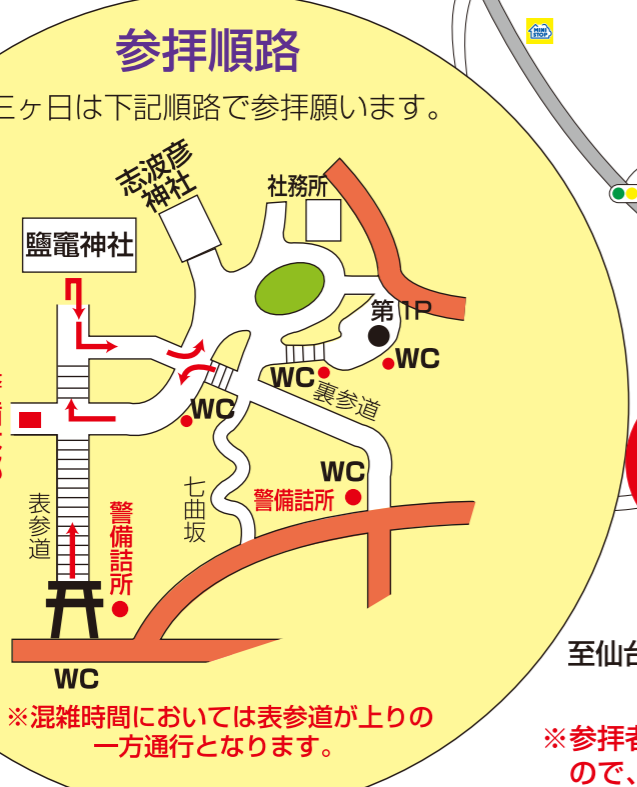 参拝順路
三ヶ日は下記順路で参拝願います。
MINI
STOP
志波彦
神社
社務所
鹽竈神社
第1P
WC
WC
裏参道
WC
WC
警備詰所
七曲坂
表参道
警備詰所
WC
※混雑時間においては表参道が上りの
一方通行となります。
至仙台
※参拝者
ので、